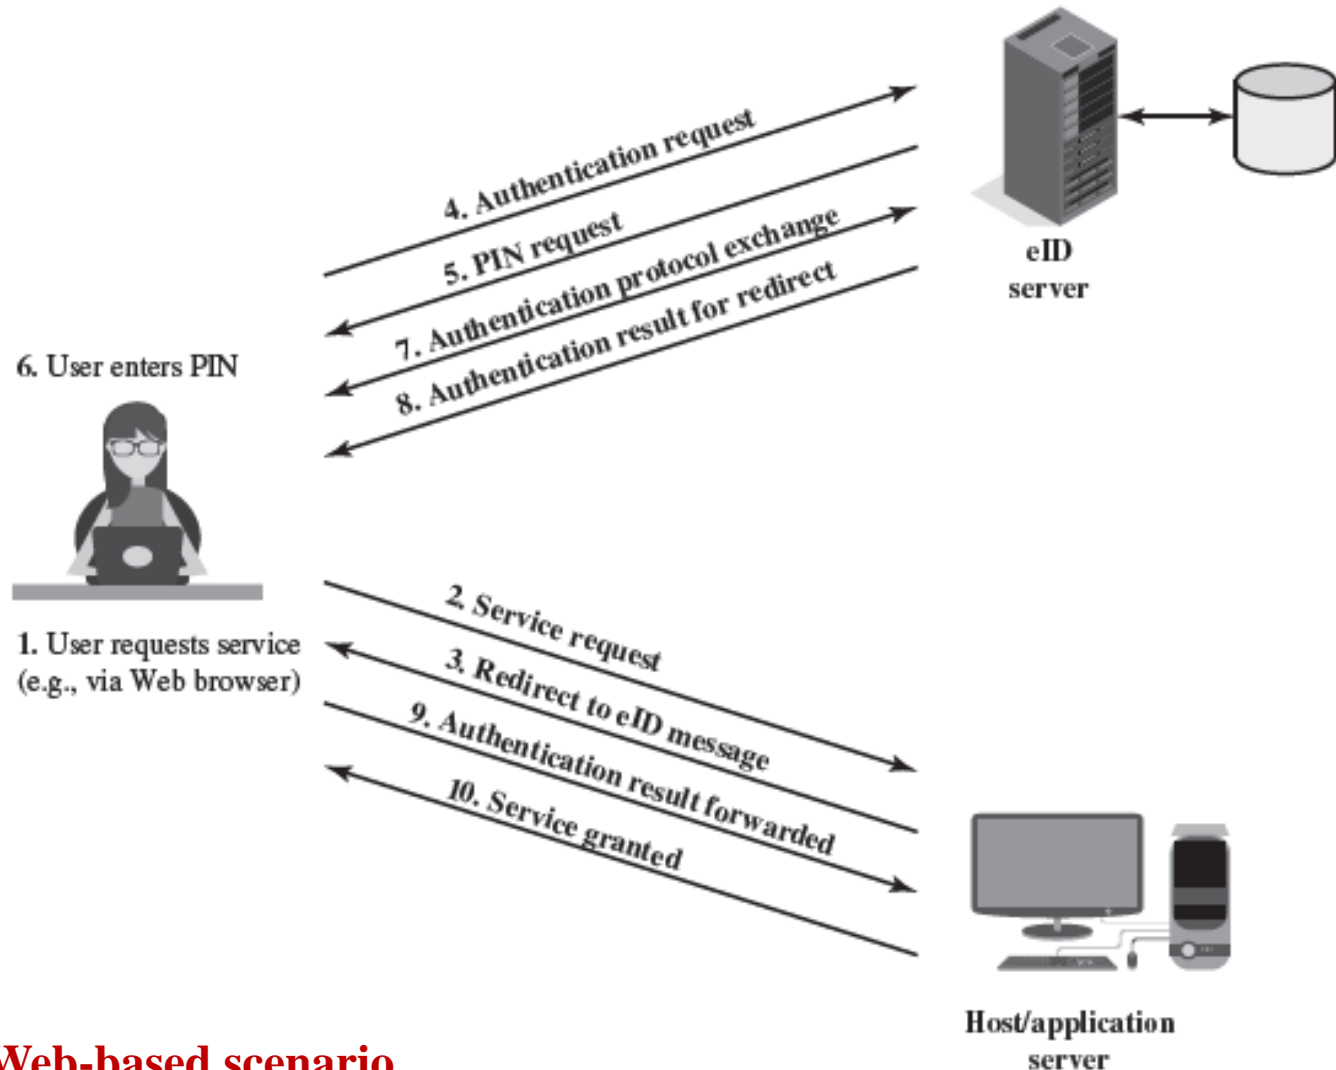 4. Authentication request
5. PIN request
7. Authentication protocol exchange
8. Authentication result for redirect
eID
server
6. User enters PIN
1. User requests service
(e.g., via Web browser)
2. Service request
3. Redirect to eID message
9. Authentication result forwarded
10. Service granted
Host/application
server
Web-based scenario